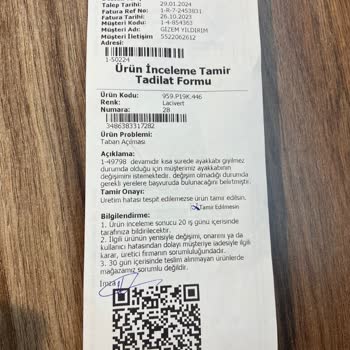 Talep Tarihi: 29.01.2024
Fatura Ref No: 1-R-7-2453831
Fatura Tarihi: 26.10.2023
Müşteri Kodu: 1-4-854363
Müşteri Adı: GİZEM YILDIRIM
Müşteri İletişim 5522062612
Adresi:
1-50224
Ürün İnceleme Tamir
Tadilat Formu
Ürün Kodu: 959-P19K.446
Renk: Lacivert
Numara: 28
3486383317282
Ürün Problemi:
Taban Açılması
Açıklama:
1-49798 devamıdır kısa sürede ayakkabı giyilmez
durumda olduğu için müşterimiz ayakkabının
değişimini istemektedir. değişim olmadığı durumda
gerekli yerelere başvuruda bulunacağını beletmiştir.
Tamir Onayı:
Üretim hatası tespit edilemezse ürün tamir edilsin.
Tamir Edilmesin
Bilgilendirme:
1. Ürün inceleme sonucu 20 iş günü içerisinde
tarafınıza bildirilecektir.
2. İlgili ürünün yenisiyle değişimi, onarımı ya da
kullanıcı hatasından dolayı müşteriye iadesiyle ilgili
karar, üretici firmanın sorumluluğundadır.
3. 30 gün içerisinde teslim alınmayan ürünlerde
mağazamız sorumlu değildir.
İmza